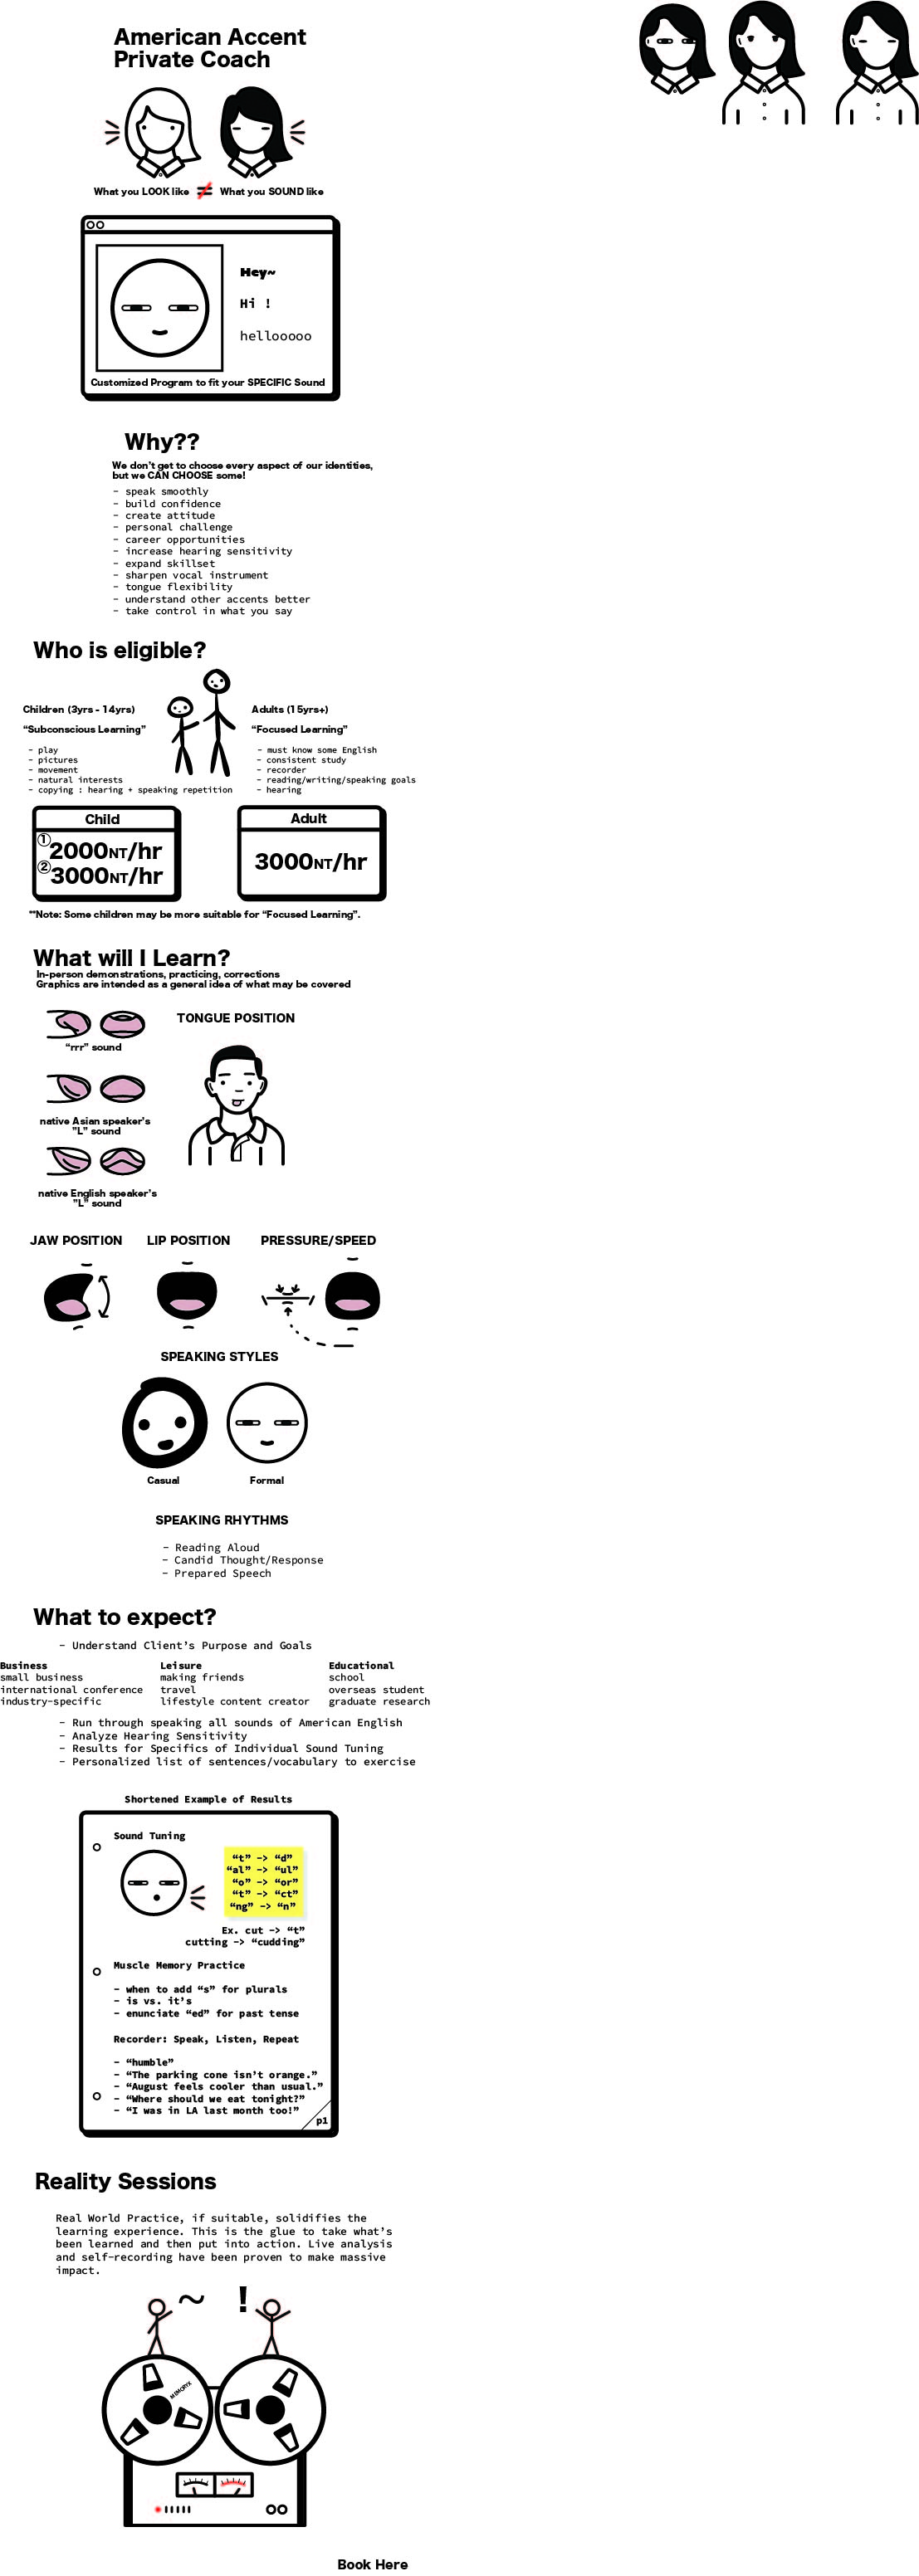 American Accent
Private Coach
What you LOOK like ≠ What you SOUND like
Hey~
Hi !
hellooooo
Customized Program to fit your SPECIFIC Sound
Why??
We don't get to choose every aspect of our identities,
but we CAN CHOOSE some!
- speak smoothly
- build confidence
- create attitude
- personal challenge
- career opportunities
- increase hearing sensitivity
- expand skillset
- sharpen vocal instrument
- tongue flexibility
- understand other accents better
- take control in what you say
Who is eligible?
Children (3yrs - 14yrs)
"Subconscious Learning"
- play
- pictures
- movement
- natural interests
- copying : hearing + speaking repetition
Adults (15yrs+)
"Focused Learning"
- must know some English
- consistent study
- recorder
- reading/writing/speaking goals
- hearing
Child
① 2000NT/hr
② 3000NT/hr
Adult
3000NT/hr
**Note: Some children may be more suitable for "Focused Learning".
What will I Learn?
In-person demonstrations, practicing, corrections
Graphics are intended as a general idea of what may be covered
TONGUE POSITION
"rrr" sound
native Asian speaker's
"L" sound
native English speaker's
"L" sound
JAW POSITION
LIP POSITION
PRESSURE/SPEED
SPEAKING STYLES
Casual
Formal
SPEAKING RHYTHMS
- Reading Aloud
- Candid Thought/Response
- Prepared Speech
What to expect?
- Understand Client's Purpose and Goals
Business
small business
international conference
industry-specific
Leisure
making friends
travel
lifestyle content creator
Educational
school
overseas student
graduate research
- Run through speaking all sounds of American English
- Analyze Hearing Sensitivity
- Results for Specifics of Individual Sound Tuning
- Personalized list of sentences/vocabulary to exercise
Shortened Example of Results
Sound Tuning
"t" -> "d"
"al" -> "ul"
"o" -> "or"
"t" -> "ct"
"ng" -> "n"
Ex. cut -> "t"
cutting -> "cudding"
Muscle Memory Practice
- when to add "s" for plurals
- is vs. it's
- enunciate "ed" for past tense
Recorder: Speak, Listen, Repeat
- "humble"
- "The parking cone isn't orange."
- "August feels cooler than usual."
- "Where should we eat tonight?"
- "I was in LA last month too!"
p1
Reality Sessions
Real World Practice, if suitable, solidifies the
learning experience. This is the glue to take what's
been learned and then put into action. Live analysis
and self-recording have been proven to make massive
impact.
~ !
MEMORYX
Book Here